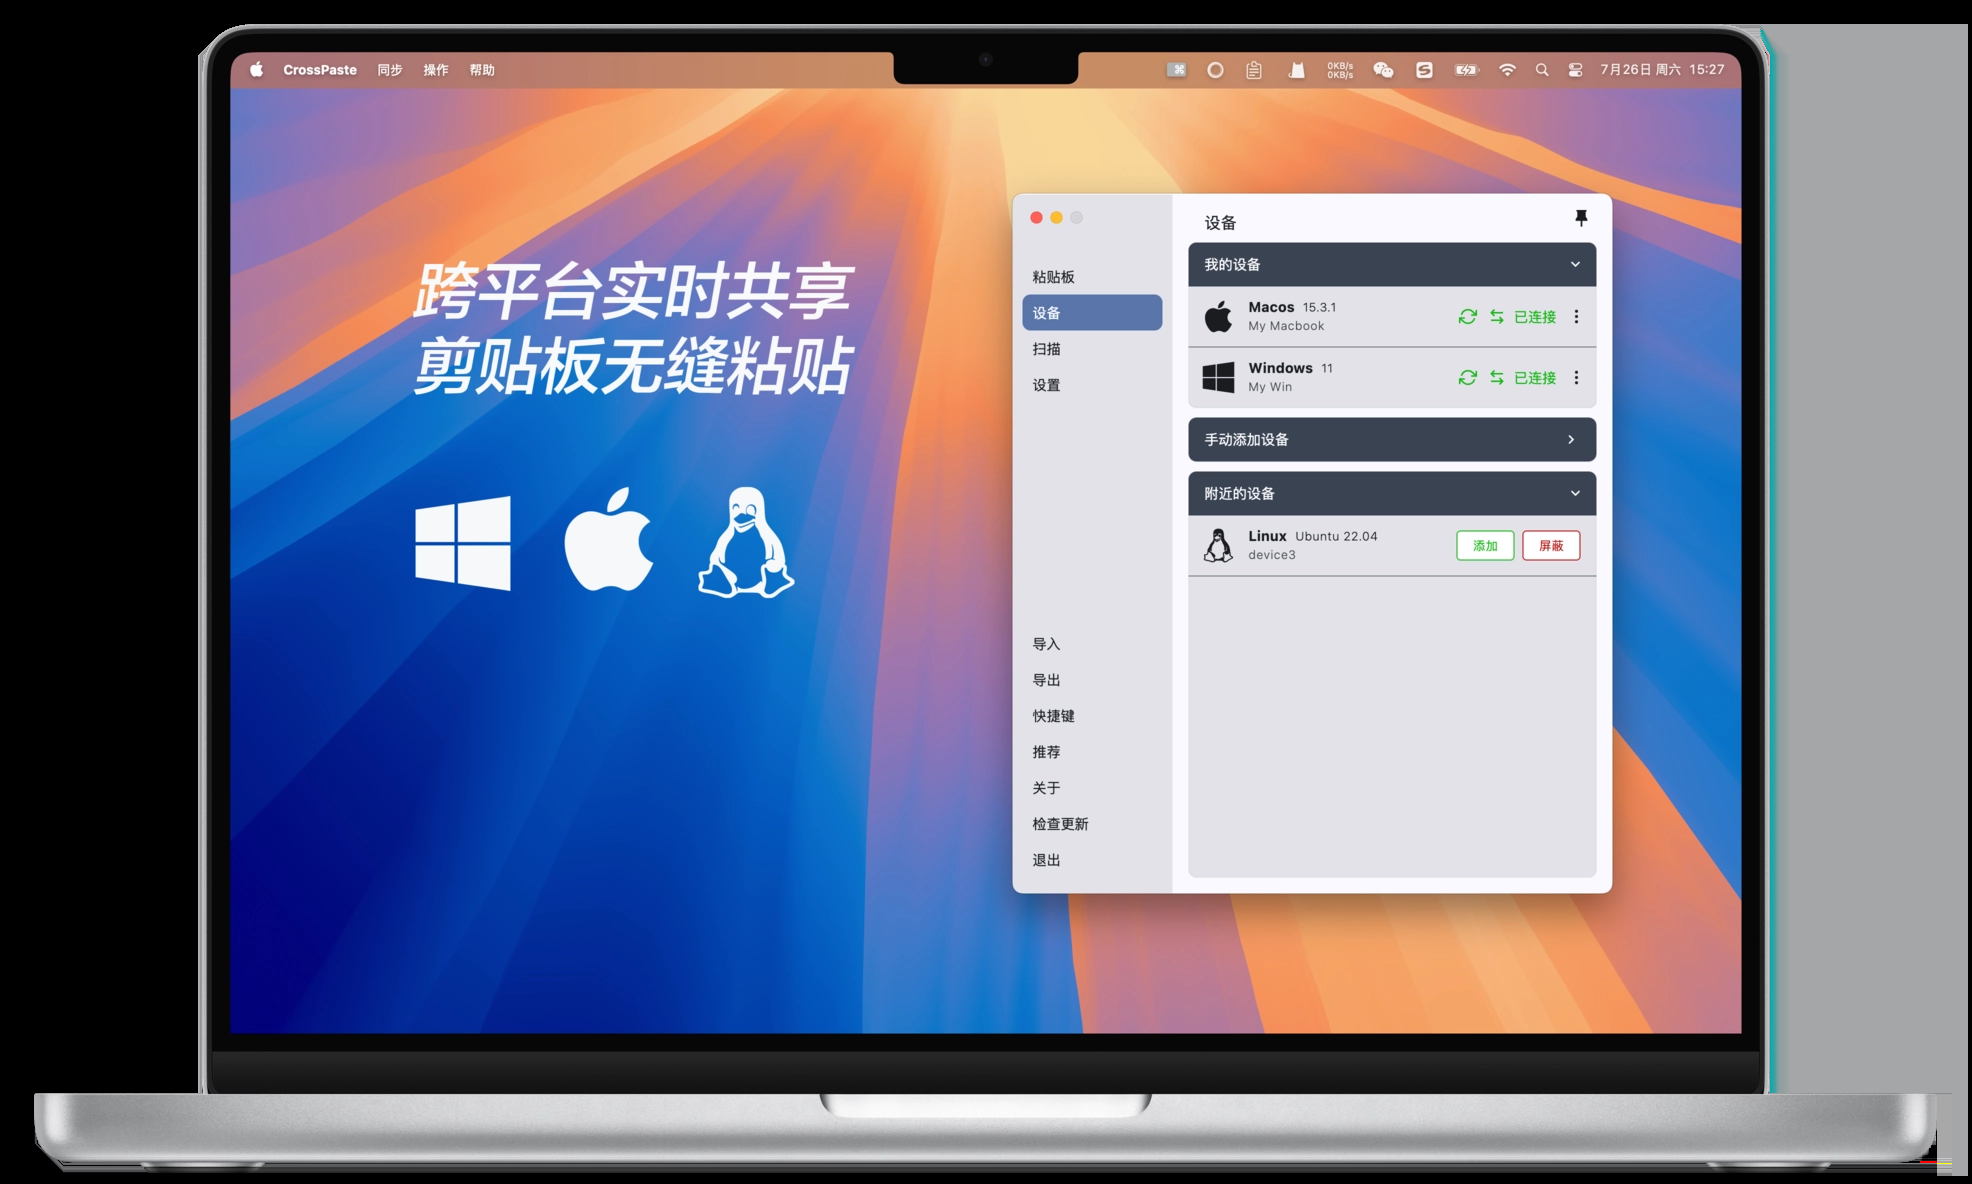 CrossPaste 同步 操作 帮助
0KB/s
0KB/s
7月26日 周六 15:27
跨平台实时共享
剪贴板无缝粘贴
粘贴板
设备
扫描
设置
导入
导出
快捷键
推荐
关于
检查更新
退出
设备
我的设备
Macos 15.3.1
My Macbook
已连接
Windows 11
My Win
已连接
手动添加设备
附近的设备
Linux Ubuntu 22.04
device3
添加 屏蔽